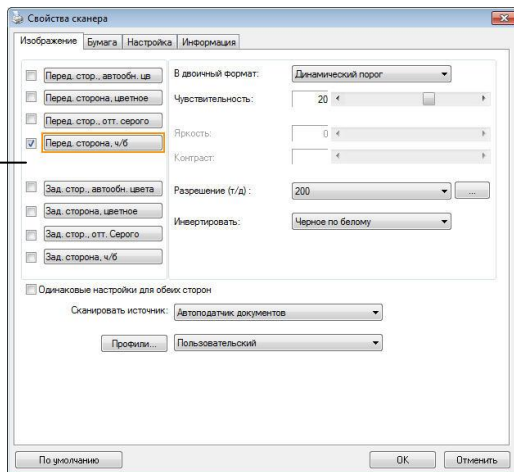 Свойства сканера
Изображение Бумага Настройка Информация
Перед. стор., автообн. цв
Перед. сторона, цветное
Перед. стор., отт. серого
Перед. сторона, ч/б
Зад. стор., автообн. цвета
Зад. сторона, цветное
Зад. стор., отт. Серого
Зад. сторона, ч/б
В двоичный формат: Динамический порог
Чувствительность: 20
Яркость: 0
Контраст:
Разрешение (т/д) : 200 ...
Инвертировать: Черное по белому
Одинаковые настройки для обеих сторон
Сканировать источник: Автоподатчик документов
Профили... Пользовательский
По умолчанию OK Отменить